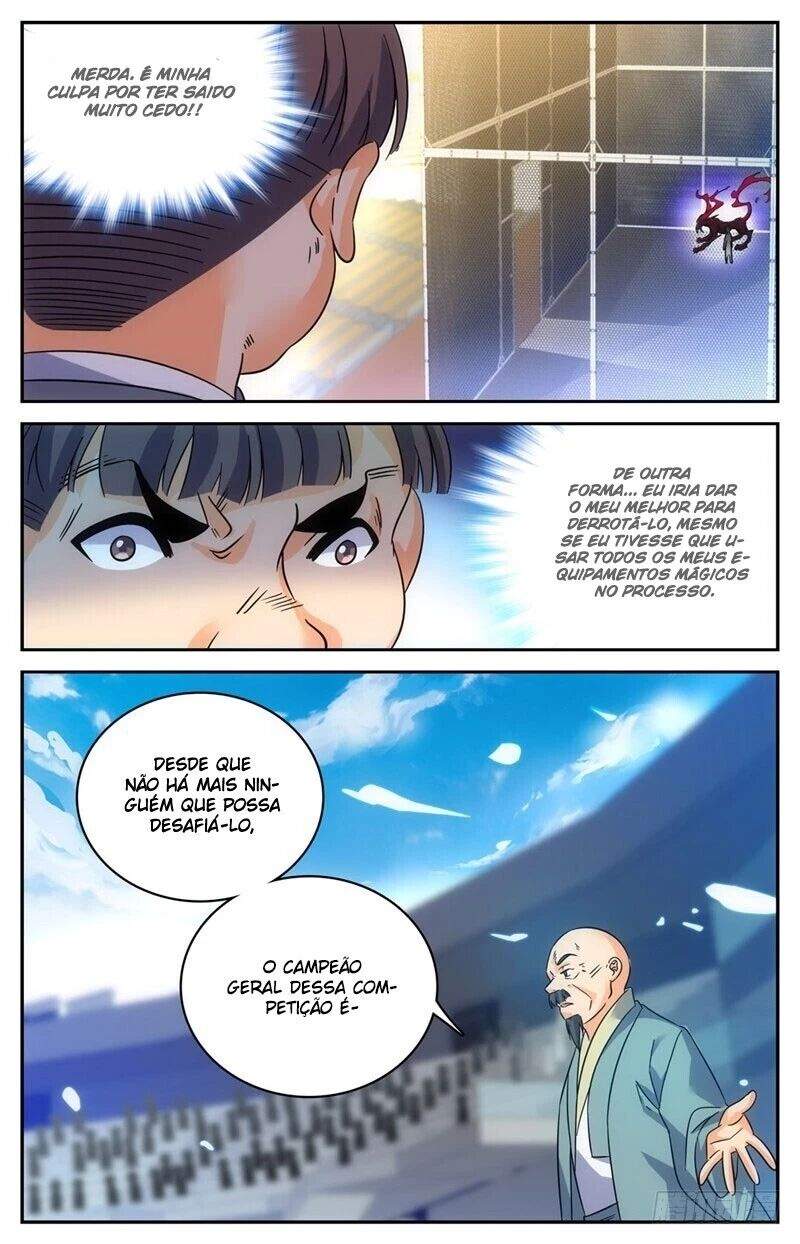 MERDA. É MINHA
CULPA POR TER SAIDO
MUITO CEDO!!
DE OUTRA
FORMA... EU IRIA DAR
O MEU MELHOR PARA
DERROTÁ-LO, MESMO
SE EU TIVESSE QUE U-
SAR TODOS OS MEUS E-
QUIPAMENTOS MÁGICOS
NO PROCESSO.
DESDE QUE
NÃO HÁ MAIS NIN-
GUÉM QUE POSSA
DESAFIÁ-LO,
O CAMPEÃO
GERAL DESSA COM-
PETIÇÃO É-